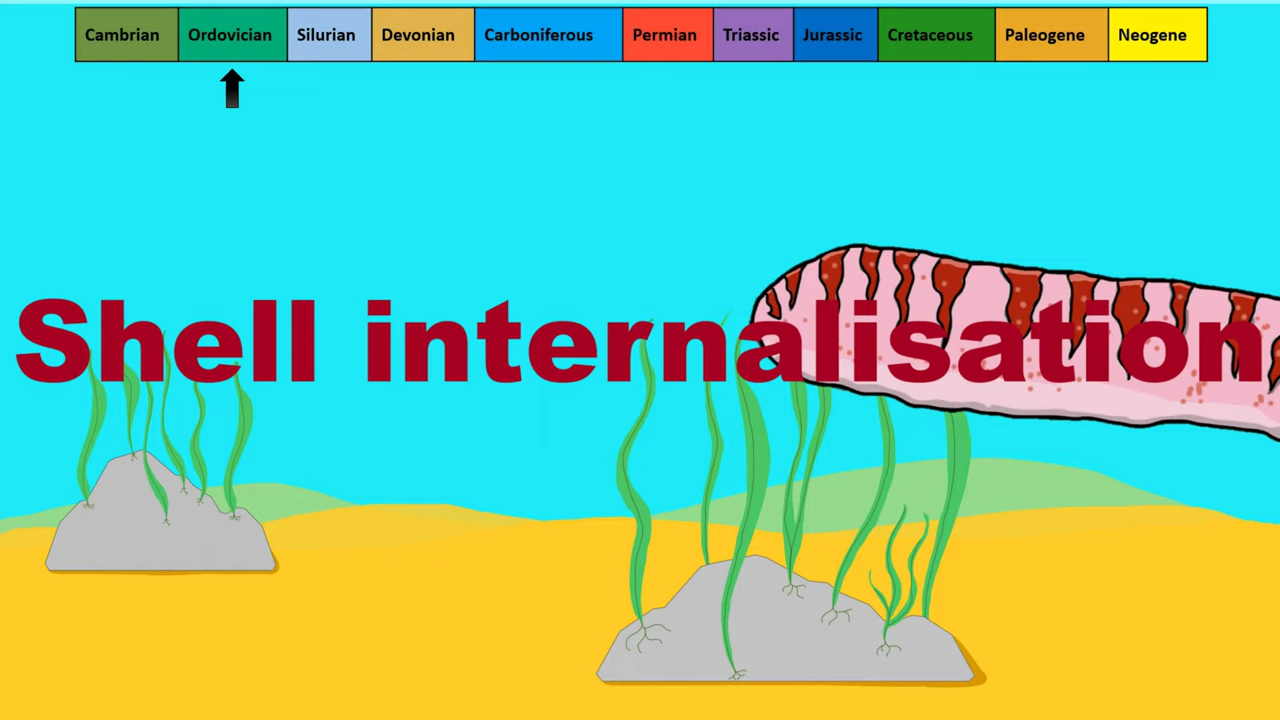 Cambrian Ordovician Silurian Devonian Carboniferous Permian Triassic Jurassic Cretaceous Paleogene Neogene
Shell internalisation